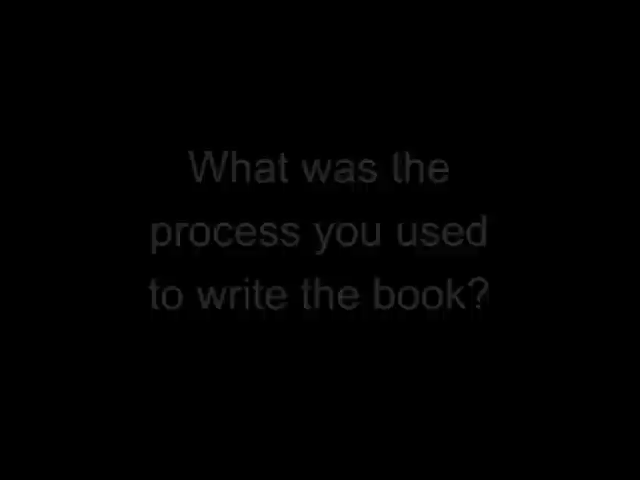 What was the
process you used
to write the book?